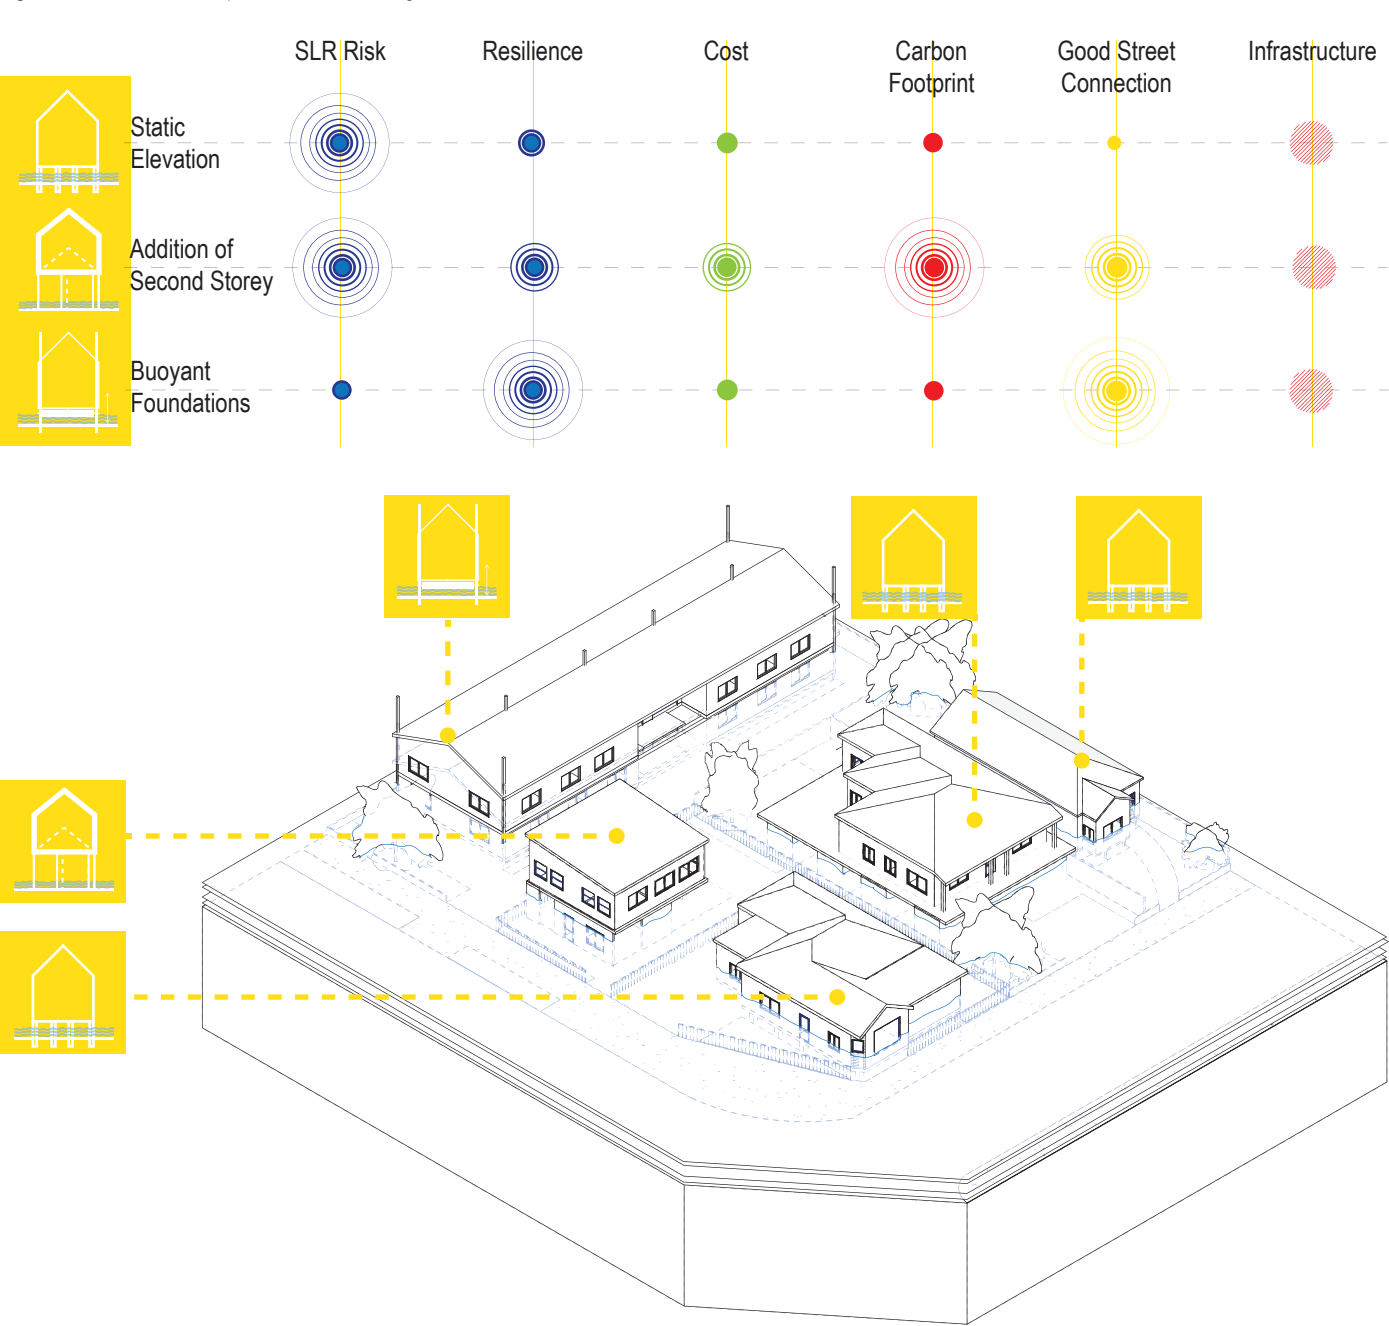 SLR Risk
Resilience
Cost
Carbon
Footprint
Good Street
Connection
Infrastructure
Static
Elevation
Addition of
Second Storey
Buoyant
Foundations